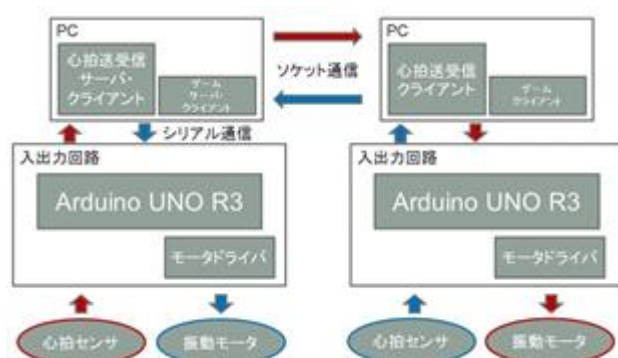 PC
心拍送受信
サーバ・
クライアント
ゲーム
サーバ・
クライアント
ソケット通信
PC
心拍送受信
クライアント
ゲーム
クライアント
シリアル通信
入出力回路
Arduino UNO R3
モータドライバ
心拍センサ
振動モータ
入出力回路
Arduino UNO R3
モータドライバ
心拍センサ
振動モータ